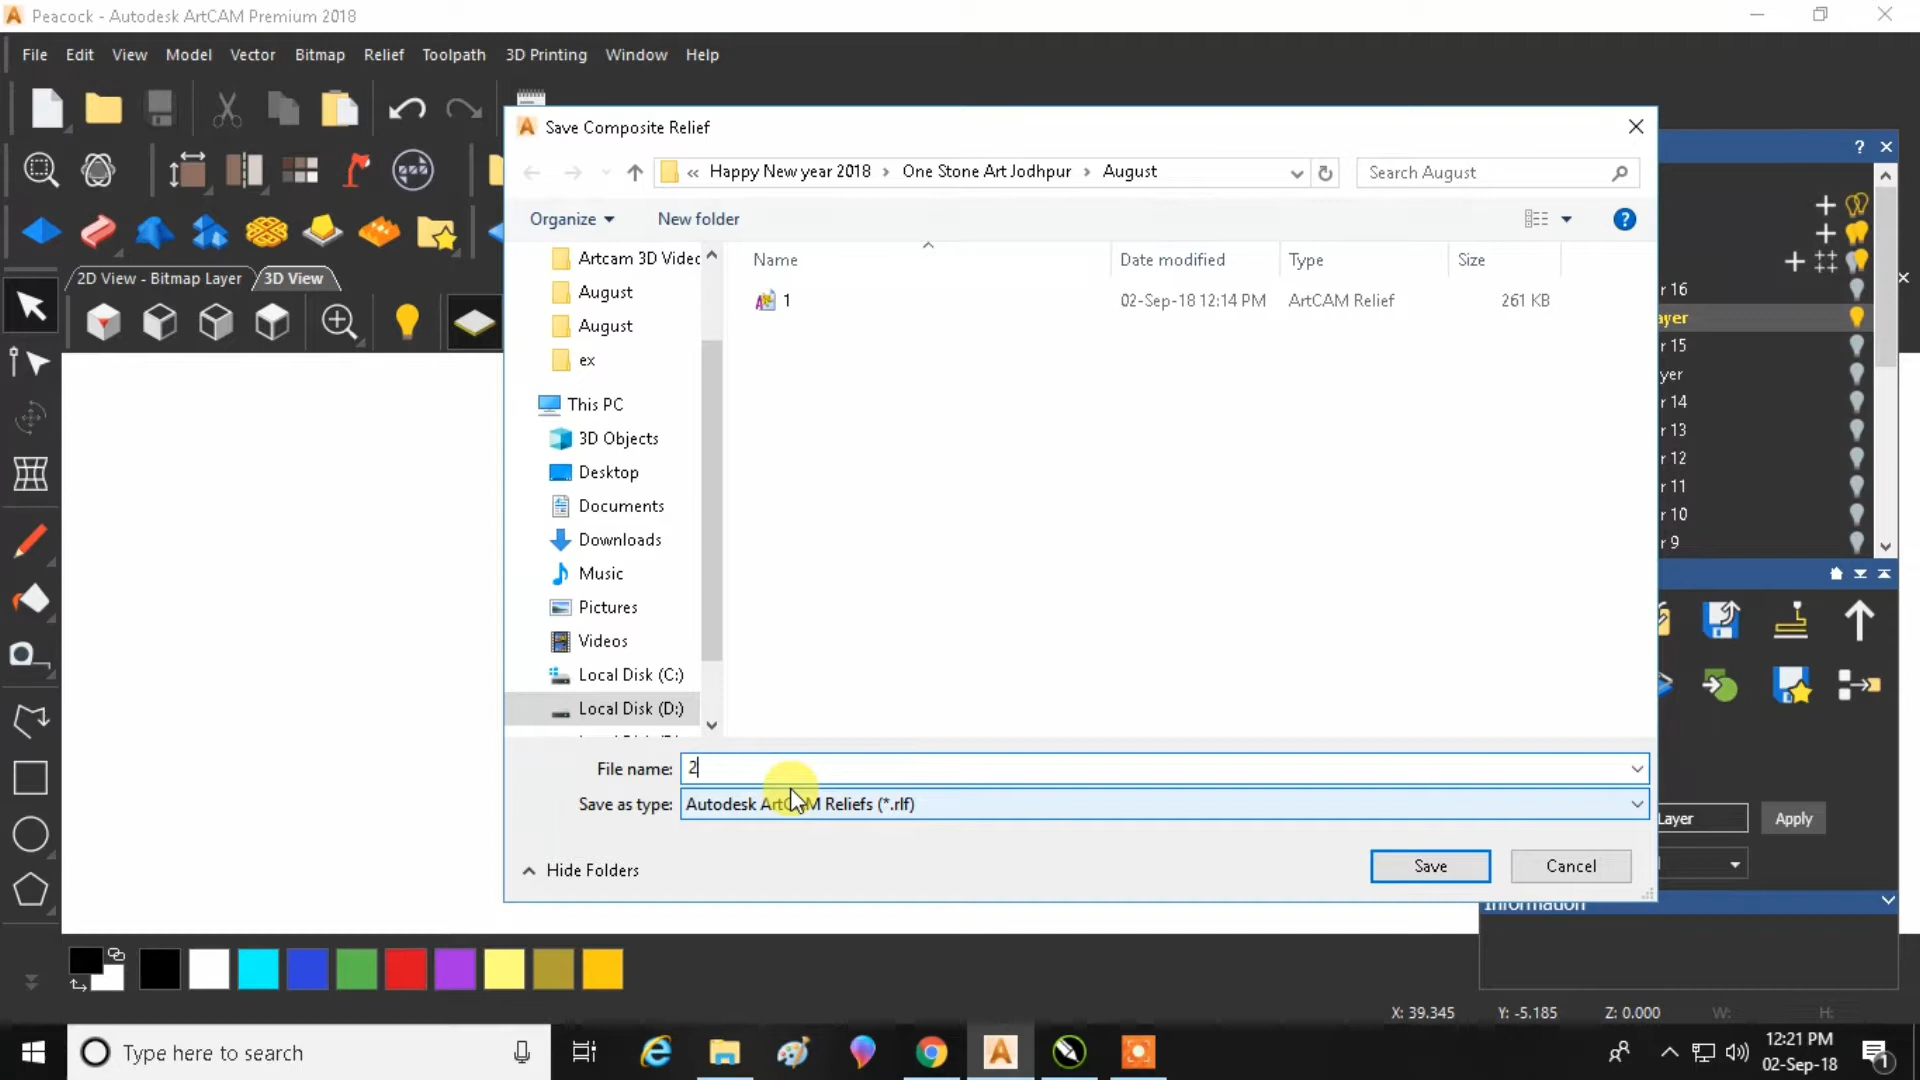 Peacock - Autodesk ArtCAM Premium 2018
File Edit View Model Vector Bitmap Relief Toolpath 3D Printing Window Help
Save Composite Relief
« Happy New year 2018 › One Stone Art Jodhpur › August
Search August
Organize
New folder
2D View - Bitmap Layer
3D View
Artcam 3D Videc
August
August
ex
This PC
3D Objects
Desktop
Documents
Downloads
Music
Pictures
Videos
Local Disk (C:)
Local Disk (D:)
Name Date modified Type Size
1 02-Sep-18 12:14 PM ArtCAM Relief 261 KB
File name: 2
Save as type: Autodesk ArtCAM Reliefs (*.rlf)
Hide Folders
Save
Cancel
r 16
ayer
r 15
yer
r 14
r 13
r 12
r 11
r 10
r 9
Layer
Apply
Information
X: 39.345 Y: -5.185 Z: 0.000 W: H:
Type here to search
12:21 PM
02-Sep-18
1